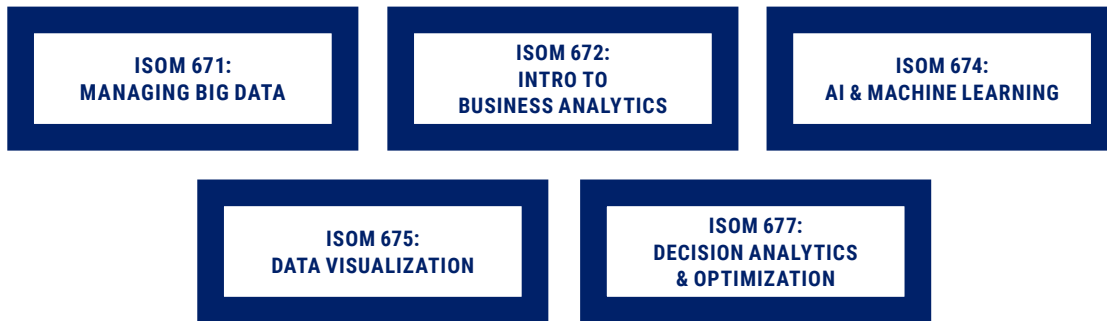 ISOM 671:
MANAGING BIG DATA
ISOM 672:
INTRO TO
BUSINESS ANALYTICS
ISOM 674:
AI & MACHINE LEARNING
ISOM 675:
DATA VISUALIZATION
ISOM 677:
DECISION ANALYTICS
& OPTIMIZATION